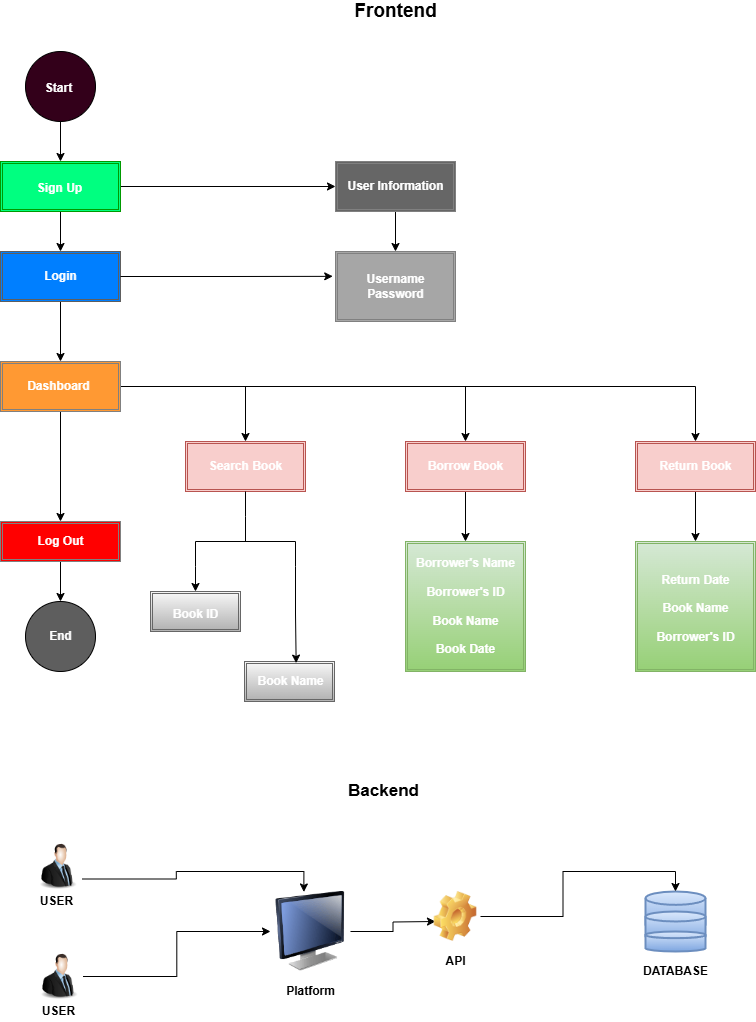 Frontend
Start
Sign Up
User Information
Login
Username
Password
Dashboard
Search Book
Borrow Book
Return Book
Log Out
Borrower's Name
Borrower's ID
Book Name
Book Date
Return Date
Book Name
Borrower's ID
Book ID
End
Book Name
Backend
USER
USER
Platform
API
DATABASE